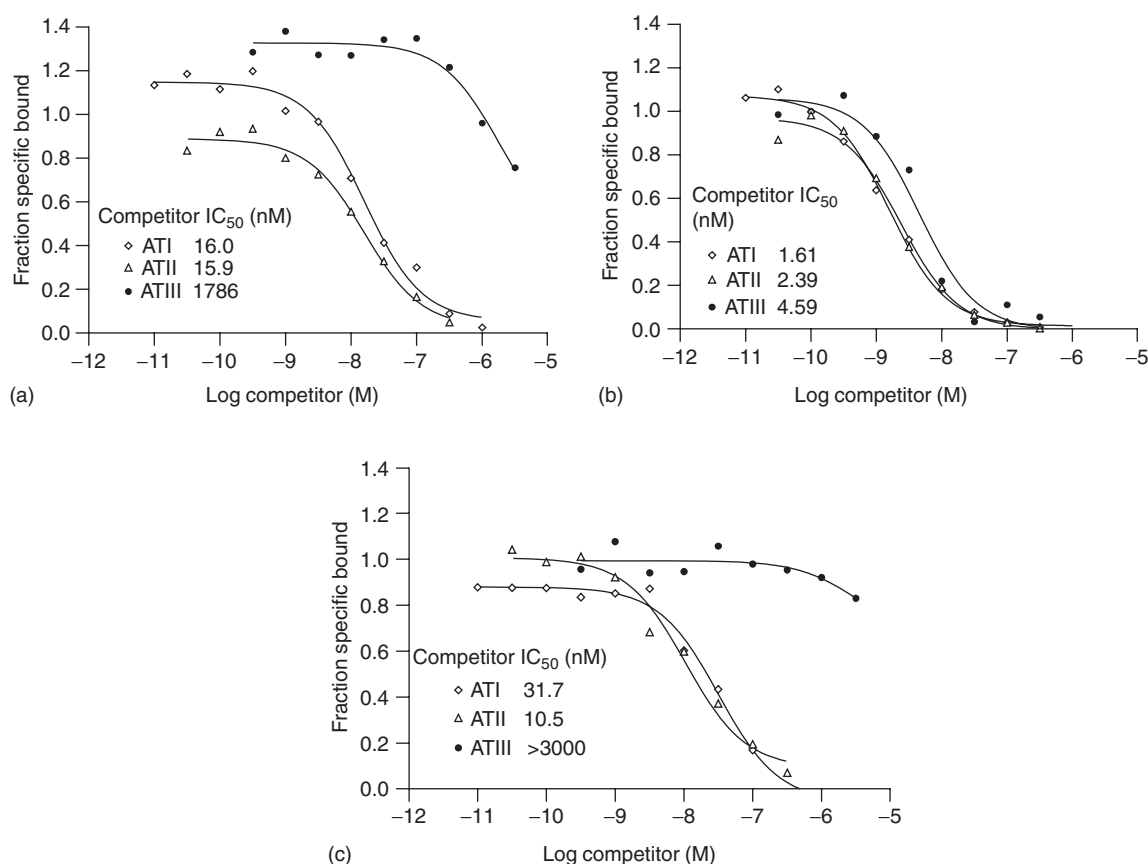 1.4
1.2
1.0
0.8
0.6
0.4
0.2
0.0
Fraction specific bound
Competitor IC50 (nM)
ATI 16.0
ATII 15.9
ATIII 1786
−12 −11 −10 −9 −8 −7 −6 −5
Log competitor (M)
(a)
1.4
1.2
1.0
0.8
0.6
0.4
0.2
0.0
Fraction specific bound
Competitor IC50
(nM)
ATI 1.61
ATII 2.39
ATIII 4.59
−12 −11 −10 −9 −8 −7 −6 −5
Log competitor (M)
(b)
1.4
1.2
1.0
0.8
0.6
0.4
0.2
0.0
Fraction specific bound
Competitor IC50 (nM)
ATI 31.7
ATII 10.5
ATIII >3000
−12 −11 −10 −9 −8 −7 −6 −5
Log competitor (M)
(c)